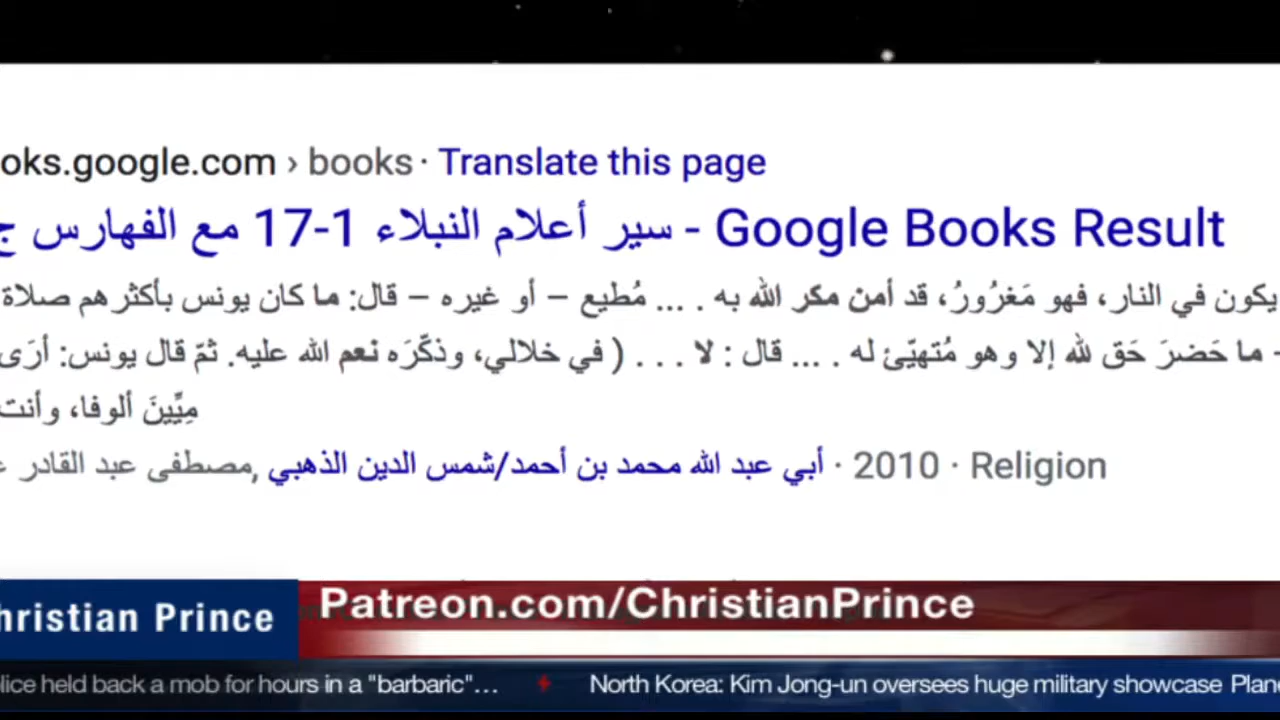 oks.google.com › books · Translate this page
سير أعلام النبلاء 1-17 مع الفهارس ج - Google Books Result
يكون في النار، فهو مَغرُورُ، قد أمن مكر الله به . ... مُطيع – أو غيره – قال: ما كان يونس بأكثرهم صلاة
- ما حَضرَ حَق لله إلا وهو مُتهيّئ له . ... قال : لا . . . ( في خلالي، وذكّرَه نعم الله عليه. ثمّ قال يونس: أرَى
مِيِّينَ ألوفا، وأنت
أبي عبد الله محمد بن أحمد/شمس الدين الذهبي ,مصطفى عبد القادر · 2010 · Religion
hristian Prince
Patreon.com/ChristianPrince
lice held back a mob for hours in a "barbaric"... North Korea: Kim Jong-un oversees huge military showcase Plane